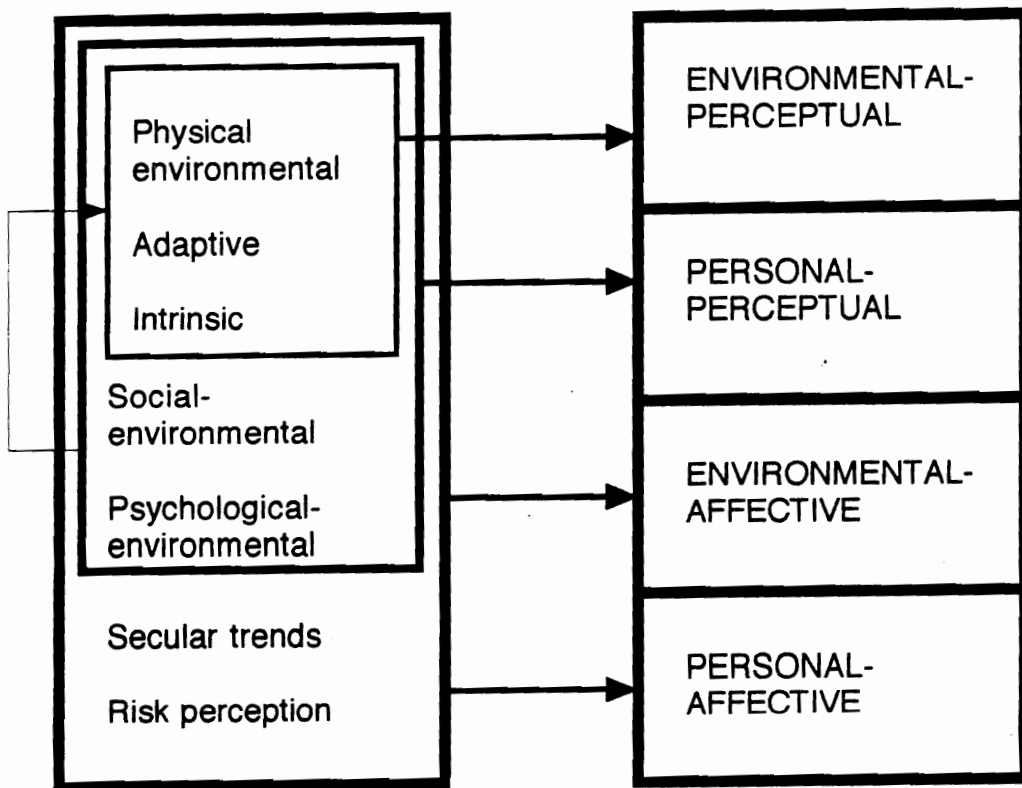 Physical
environmental
Adaptive
Intrinsic
Social-
environmental
Psychological-
environmental
Secular trends
Risk perception
ENVIRONMENTAL-
PERCEPTUAL
PERSONAL-
PERCEPTUAL
ENVIRONMENTAL-
AFFECTIVE
PERSONAL-
AFFECTIVE